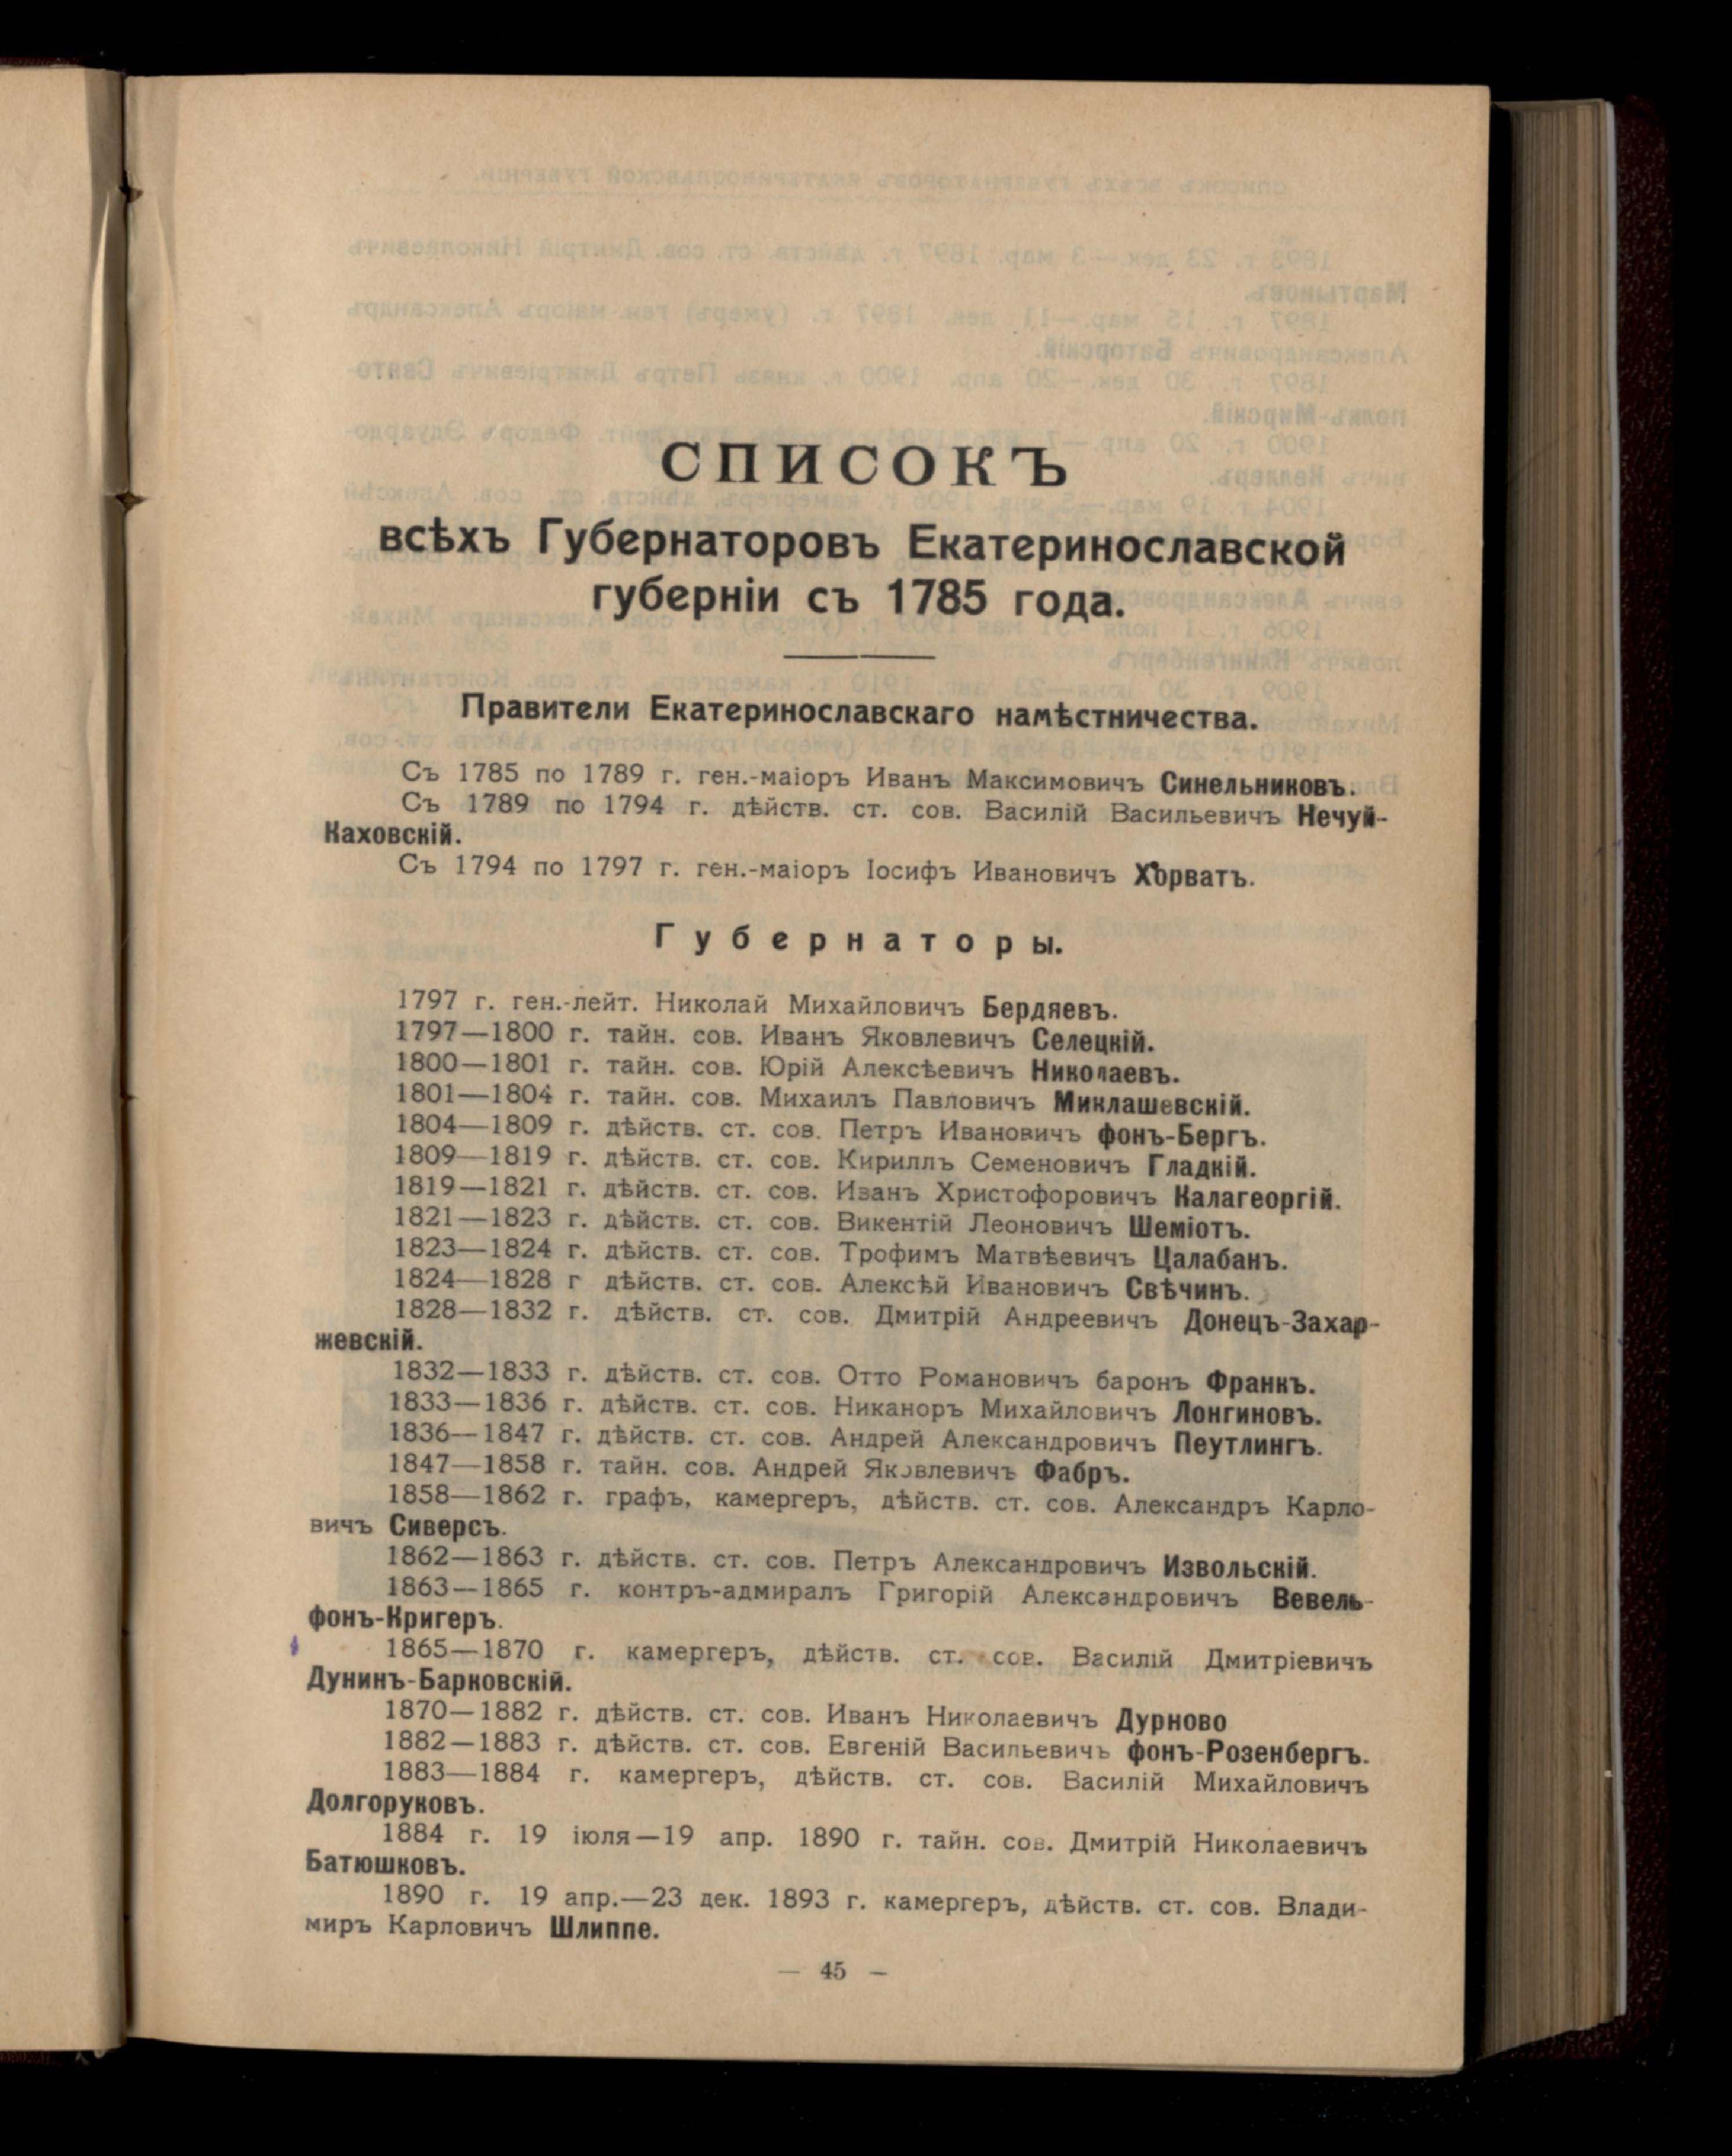 СПИСОКЪ
всѣхъ Губернаторовъ Екатеринославской
губерніи съ 1785 года.
Правители Екатеринославскаго намѣстничества.
Съ 1785 по 1789 г. ген.-маіоръ Иванъ Максимовичъ Синельниковъ.
Съ 1789 по 1794 г. дѣйств. ст. сов. Василій Васильевичъ Нечуй-
Каховскій.
Съ 1794 по 1797 г. ген.-маіоръ Іосифъ Ивановичъ Хорватъ.
Губернаторы.
1797 г. ген.-лейт. Николай Михайловичъ Бердяевъ.
1797—1800 г. тайн. сов. Иванъ Яковлевичъ Селецкій.
1800—1801 г. тайн. сов. Юрій Алексѣевичъ Николаевъ.
1801—1804 г. тайн. сов. Михаилъ Павловичъ Миклашевскій.
1804—1809 г. дѣйств. ст. сов. Петръ Ивановичъ фонъ-Бергъ.
1809—1819 г. дѣйств. ст. сов. Кириллъ Семеновичъ Гладкій.
1819—1821 г. дѣйств. ст. сов. Иванъ Христофоровичъ Калагеоргій.
1821—1823 г. дѣйств. ст. сов. Викентій Леоновичъ Шеміотъ.
1823—1824 г. дѣйств. ст. сов. Трофимъ Матвѣевичъ Цалабанъ.
1824—1828 г дѣйств. ст. сов. Алексѣй Ивановичъ Свѣчинъ.
1828—1832 г. дѣйств. ст. сов. Дмитрій Андреевичъ Донецъ-Захар-
жевскій.
1832—1833 г. дѣйств. ст. сов. Отто Романовичъ баронъ Франкъ.
1833—1836 г. дѣйств. ст. сов. Никаноръ Михайловичъ Лонгиновъ.
1836—1847 г. дѣйств. ст. сов. Андрей Александровичъ Пеутлингъ.
1847—1858 г. тайн. сов. Андрей Яковлевичъ Фабръ.
1858—1862 г. графъ, камергеръ, дѣйств. ст. сов. Александръ Карло-
вичъ Сиверсъ.
1862—1863 г. дѣйств. ст. сов. Петръ Александровичъ Извольскій.
1863—1865 г. контръ-адмиралъ Григорій Александровичъ Вевель-
фонъ-Кригеръ.
1865—1870 г. камергеръ, дѣйств. ст. сов. Василій Дмитріевичъ
Дунинъ-Барковскій.
1870—1882 г. дѣйств. ст. сов. Иванъ Николаевичъ Дурново
1882—1883 г. дѣйств. ст. сов. Евгеній Васильевичъ фонъ-Розенбергъ.
1883—1884 г. камергеръ, дѣйств. ст. сов. Василій Михайловичъ
Долгоруковъ.
1884 г. 19 іюля—19 апр. 1890 г. тайн. сов. Дмитрій Николаевичъ
Батюшковъ.
1890 г. 19 апр.—23 дек. 1893 г. камергеръ, дѣйств. ст. сов. Влади-
миръ Карловичъ Шлиппе.
— 45 —